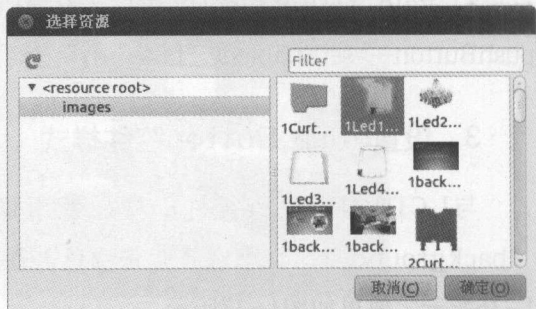 选择资源
Filter
<resource root>
images
1Curt...
1Led1...
1Led2...
1Led3...
1Led4...
1back...
1back...
1back...
2Curt...
取消(C)
确定(O)